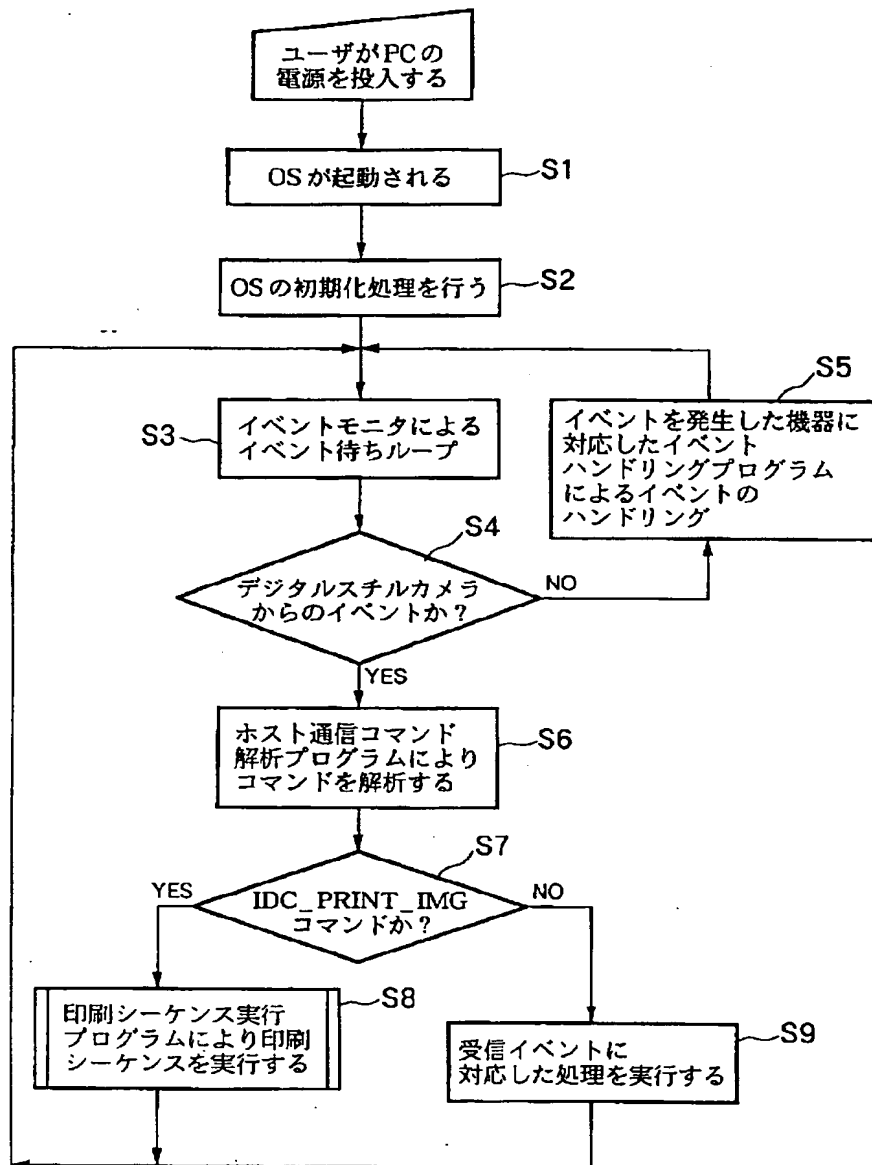 ユーザがPCの
電源を投入する
OSが起動される
S1
OSの初期化処理を行う
S2
S3
イベントモニタによる
イベント待ちループ
S5
イベントを発生した機器に
対応したイベント
ハンドリングプログラム
によるイベントの
ハンドリング
S4
デジタルスチルカメラ
からのイベントか？
NO
YES
ホスト通信コマンド
解析プログラムにより
コマンドを解析する
S6
S7
YES
IDC_PRINT_IMG
コマンドか？
NO
印刷シーケンス実行
プログラムにより印刷
シーケンスを実行する
S8
受信イベントに
対応した処理を実行する
S9